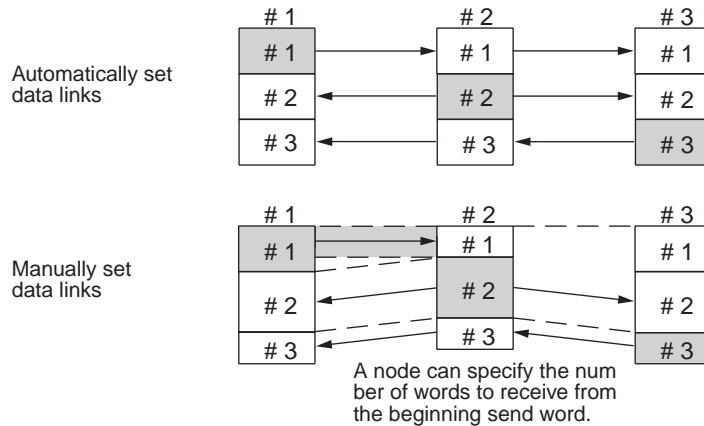 # 1 # 2 # 3
Automatically set
data links
# 1 # 1 # 1
# 2 # 2 # 2
# 3 # 3 # 3
# 1 # 2 # 3
Manually set
data links
# 1 # 1 # 1
# 2 # 2 # 2
# 3 # 3 # 3
A node can specify the num
ber of words to receive from
the beginning send word.